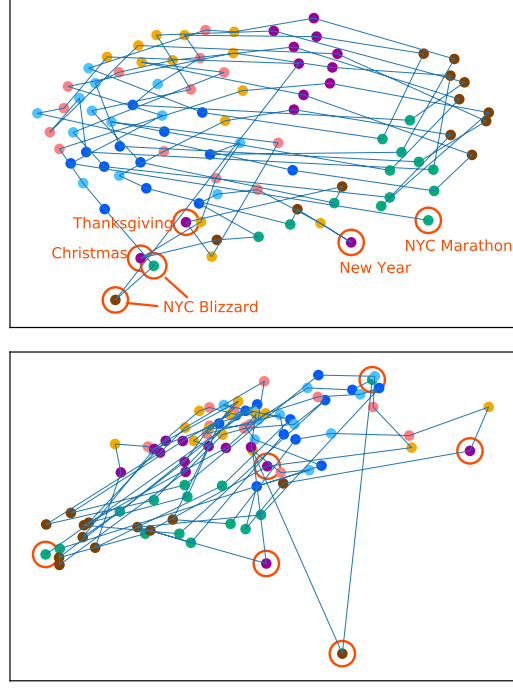 Thanksgiving
Christmas
NYC Marathon
New Year
NYC Blizzard